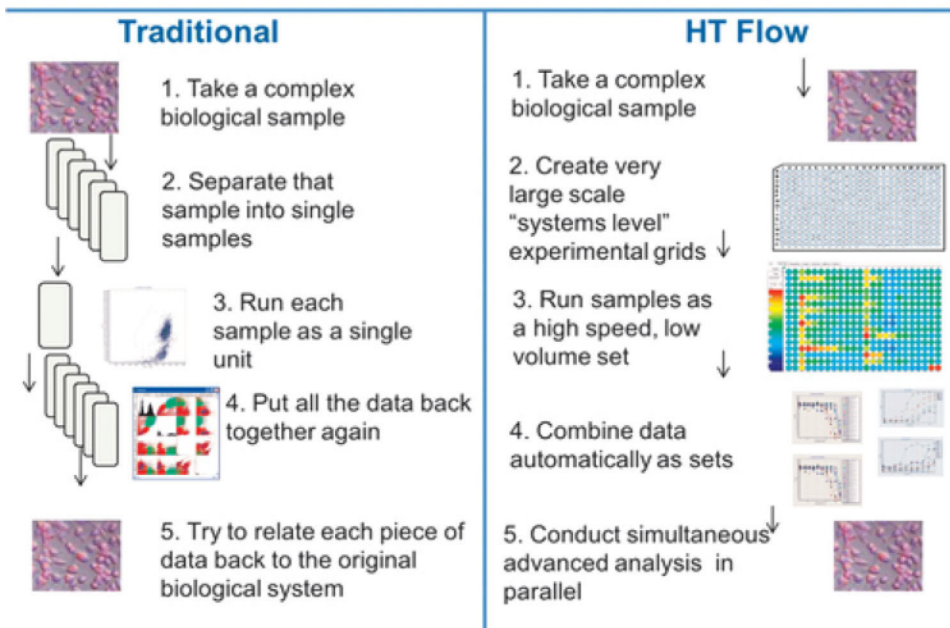 Traditional
1. Take a complex
biological sample
2. Separate that
sample into single
samples
3. Run each
sample as a single
unit
4. Put all the data back
together again
5. Try to relate each piece of
data back to the original
biological system
HT Flow
1. Take a complex
biological sample
2. Create very
large scale
“systems level”
experimental grids
3. Run samples as
a high speed, low
volume set
4. Combine data
automatically as sets
5. Conduct simultaneous
advanced analysis in
parallel